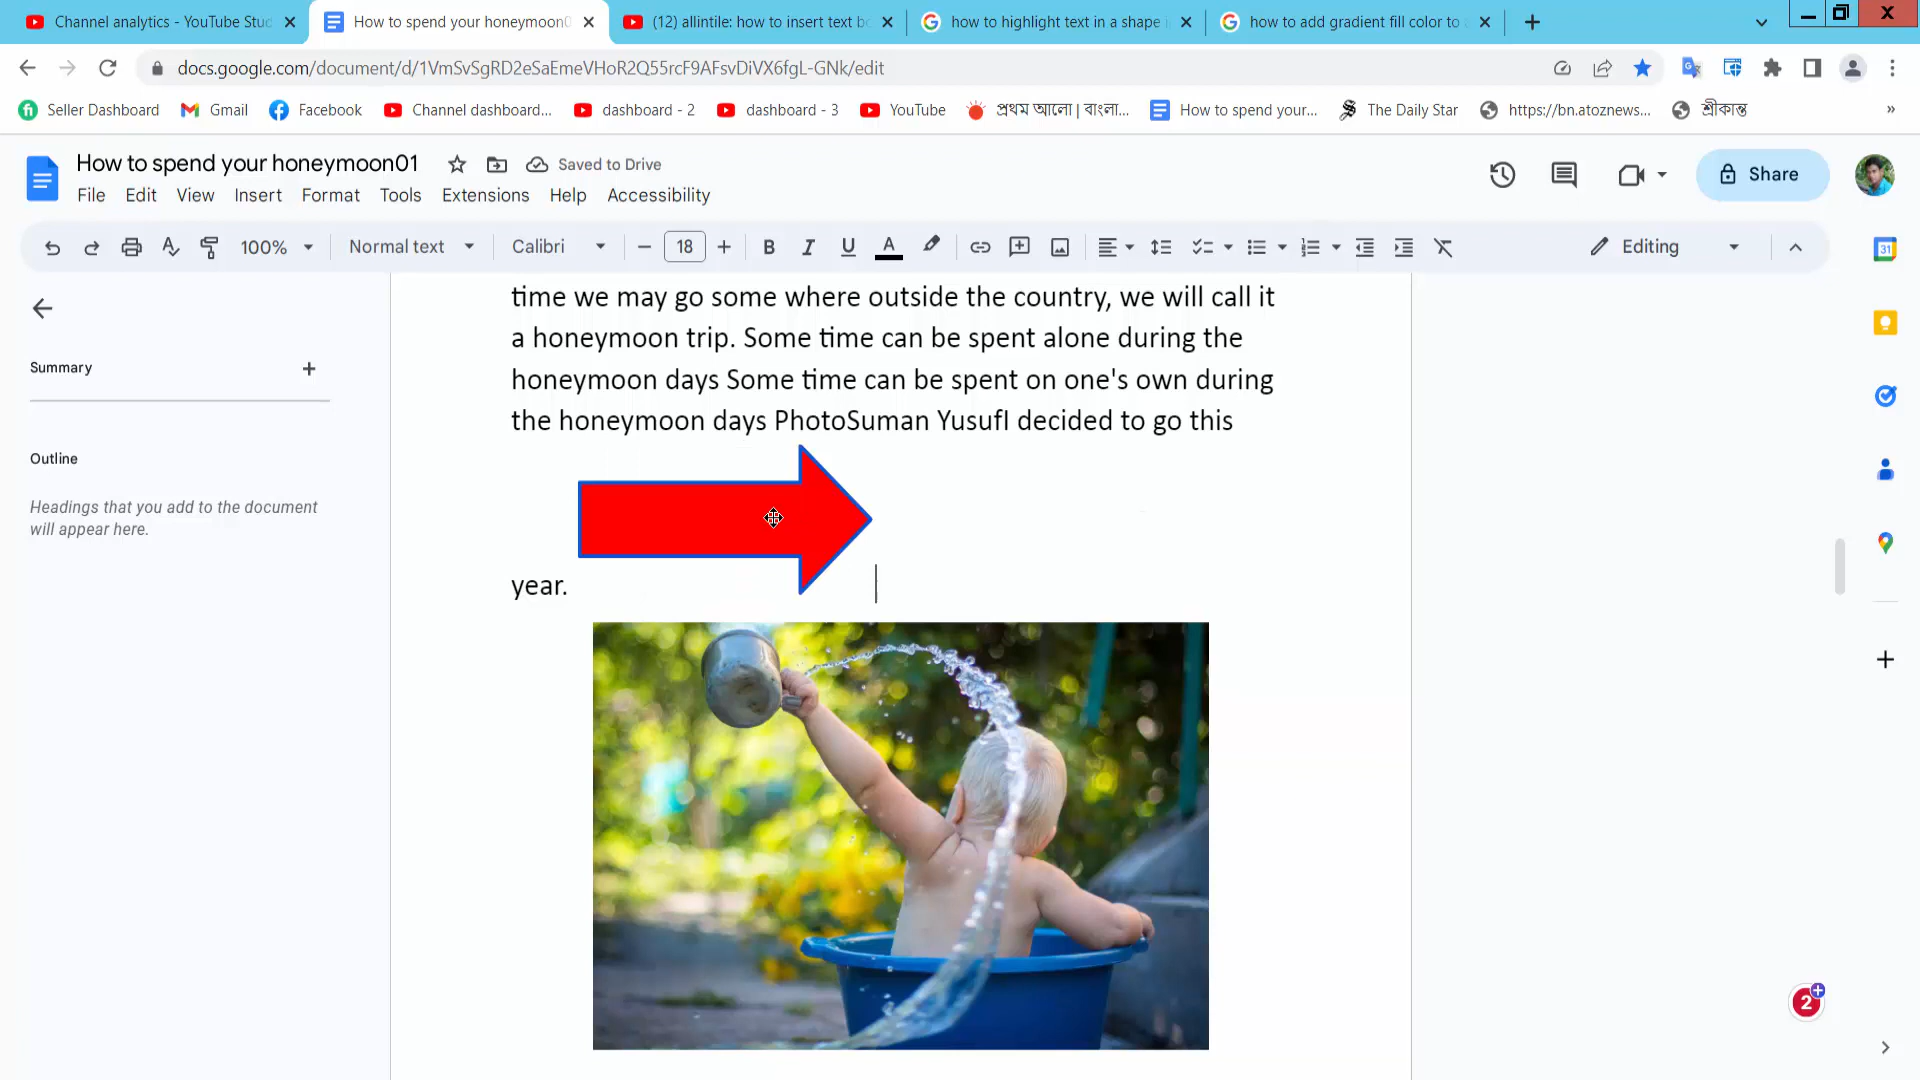 Channel analytics - YouTube Stud
How to spend your honeymoon0
(12) allintile: how to insert text bo
how to highlight text in a shape i
how to add gradient fill color to a
docs.google.com/document/d/1VmSvSgRD2eSaEmeVHoR2Q55rcF9AFsvDiVX6fgL-GNk/edit
Seller Dashboard
Gmail
Facebook
Channel dashboard...
dashboard - 2
dashboard - 3
YouTube
প্রথম আলো | বাংলা...
How to spend your...
The Daily Star
https://bn.atoznews...
শ্রীকান্ত
»
How to spend your honeymoon01
Saved to Drive
File Edit View Insert Format Tools Extensions Help Accessibility
Share
100%
Normal text
Calibri
18
B I U A
Editing
31
Summary
Outline
Headings that you add to the document
will appear here.
time we may go some where outside the country, we will call it
a honeymoon trip. Some time can be spent alone during the
honeymoon days Some time can be spent on one's own during
the honeymoon days PhotoSuman YusufI decided to go this
year.
2